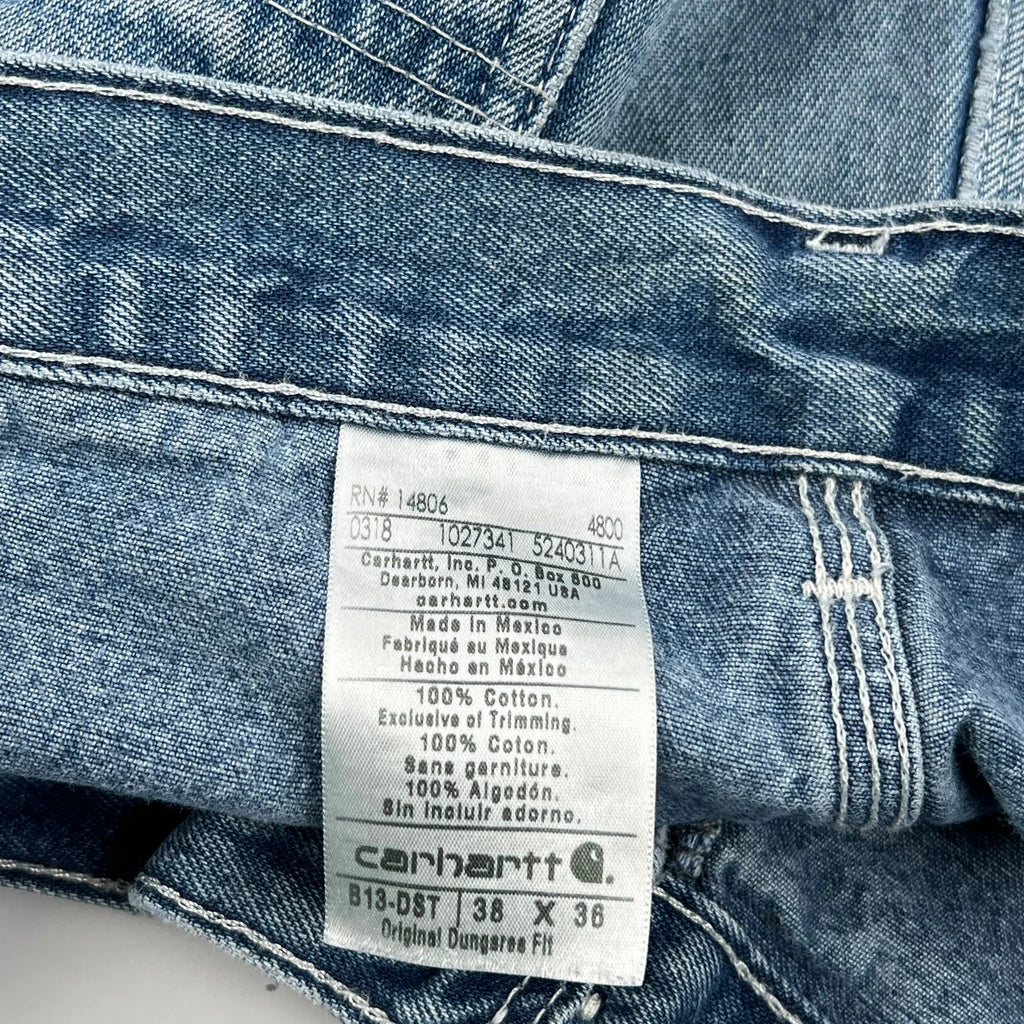 RN# 14806 4800
0318 1027341 5240311A
Carhartt, Inc. P. O. Box 600
Dearborn, MI 48121 USA
carhartt.com
Made in Mexico
Fabriqué au Mexique
Hecho en México
100% Cotton.
Exclusive of Trimming.
100% Coton.
Sans garniture.
100% Algodón.
Sin incluir adorno.
carhartt
B13-DST 38 X 36
Original Dungaree Fit